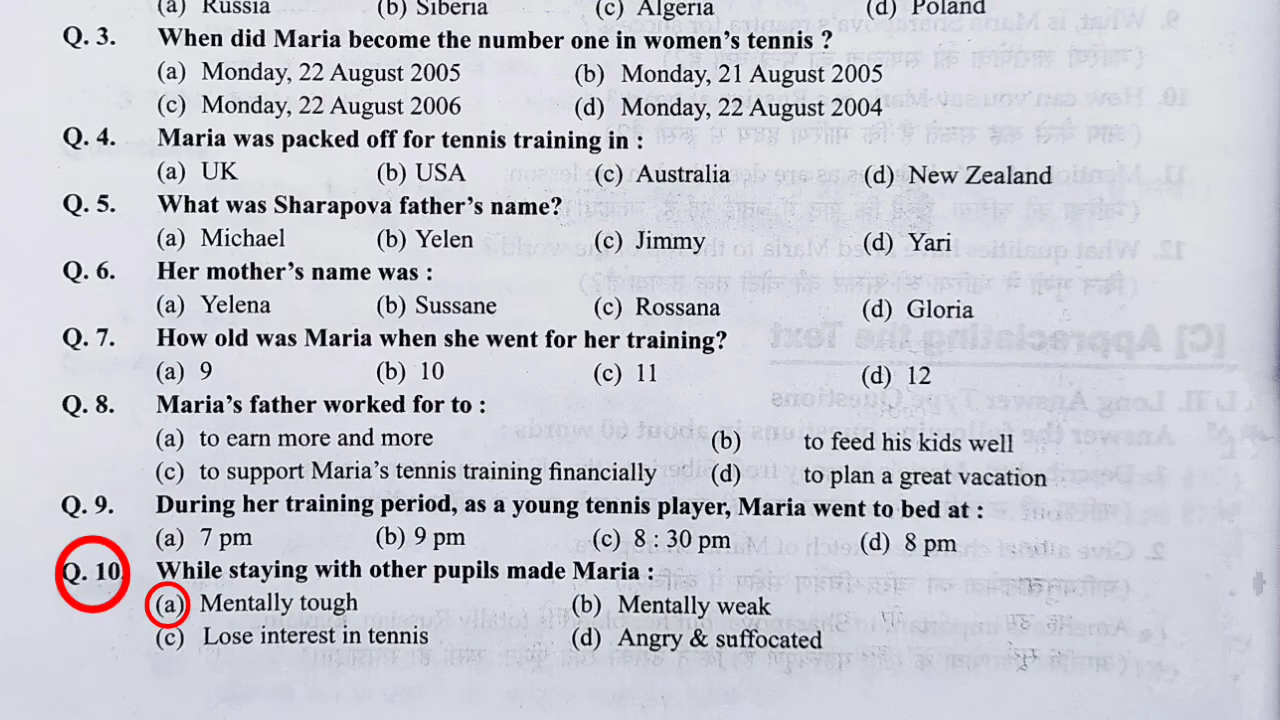 (a) Russia (b) Siberia (c) Algeria (d) Poland
Q. 3. When did Maria become the number one in women's tennis ?
(a) Monday, 22 August 2005 (b) Monday, 21 August 2005
(c) Monday, 22 August 2006 (d) Monday, 22 August 2004
Q. 4. Maria was packed off for tennis training in :
(a) UK (b) USA (c) Australia (d) New Zealand
Q. 5. What was Sharapova father's name?
(a) Michael (b) Yelen (c) Jimmy (d) Yari
Q. 6. Her mother's name was :
(a) Yelena (b) Sussane (c) Rossana (d) Gloria
Q. 7. How old was Maria when she went for her training?
(a) 9 (b) 10 (c) 11 (d) 12
Q. 8. Maria's father worked for to :
(a) to earn more and more (b) to feed his kids well
(c) to support Maria's tennis training financially (d) to plan a great vacation
Q. 9. During her training period, as a young tennis player, Maria went to bed at :
(a) 7 pm (b) 9 pm (c) 8 : 30 pm (d) 8 pm
Q. 10 While staying with other pupils made Maria :
(a) Mentally tough (b) Mentally weak
(c) Lose interest in tennis (d) Angry & suffocated